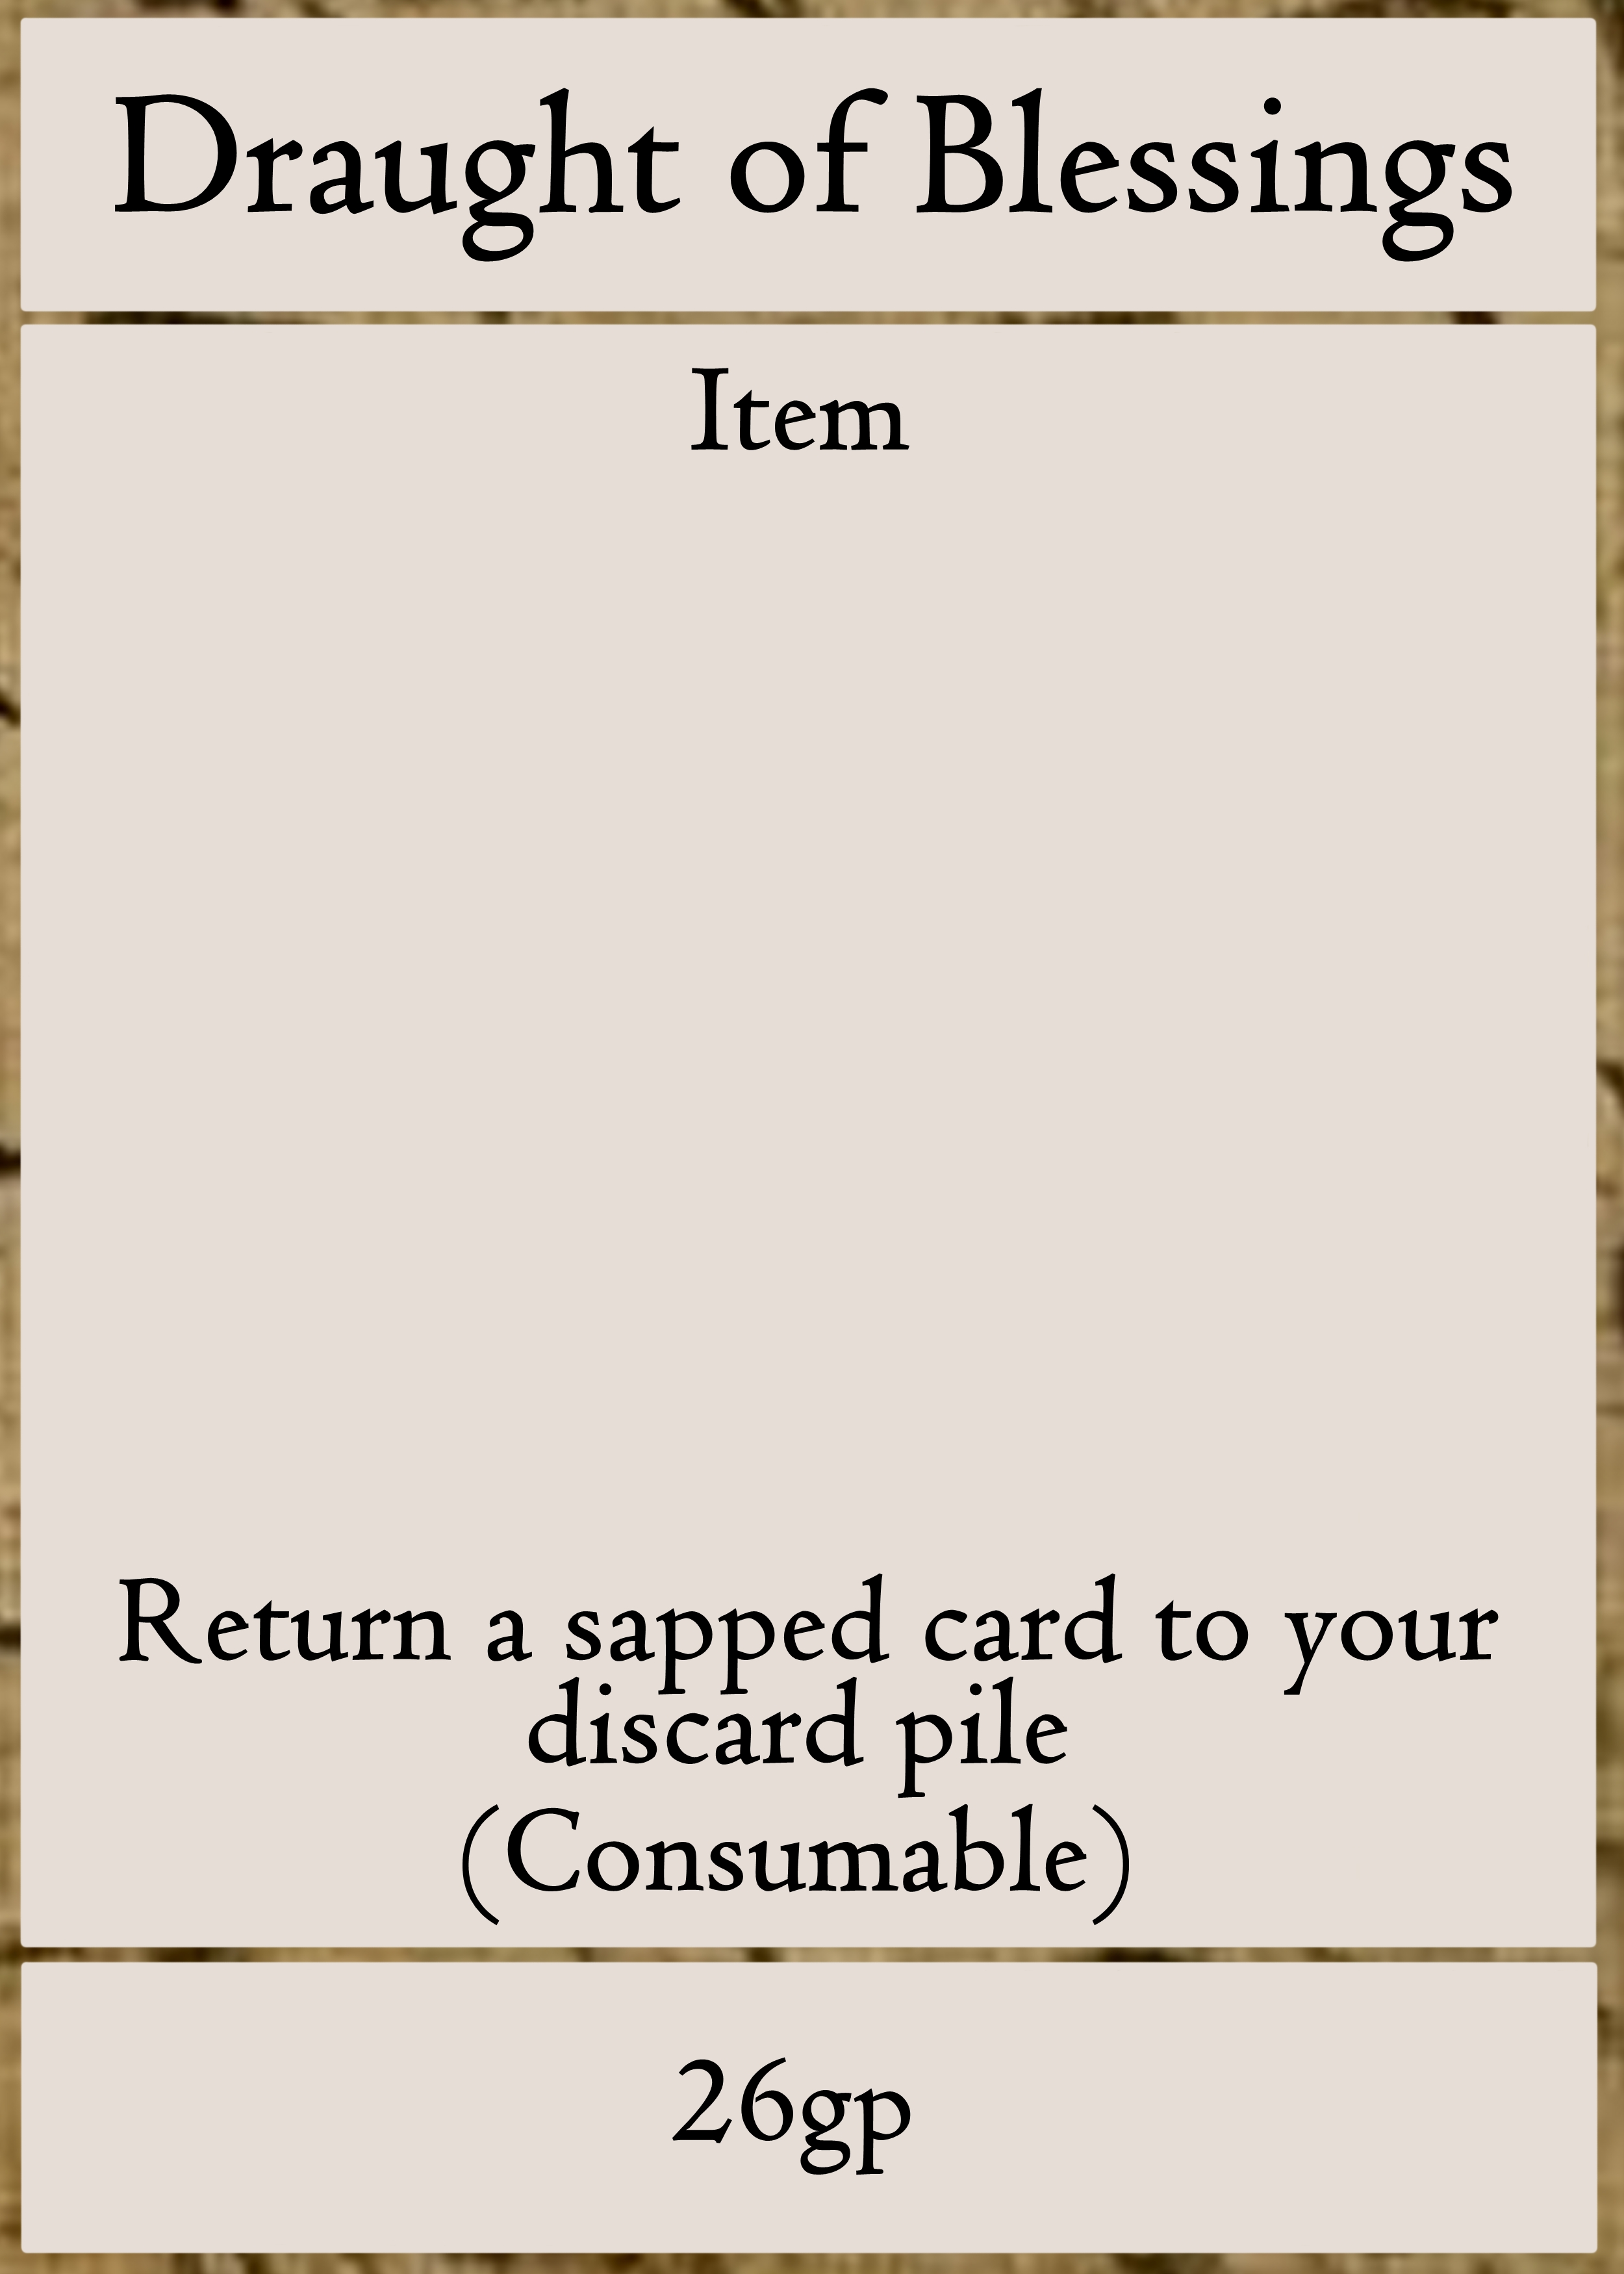 Draught of Blessings
Item
Return a sapped card to your
discard pile
(Consumable)
26gp